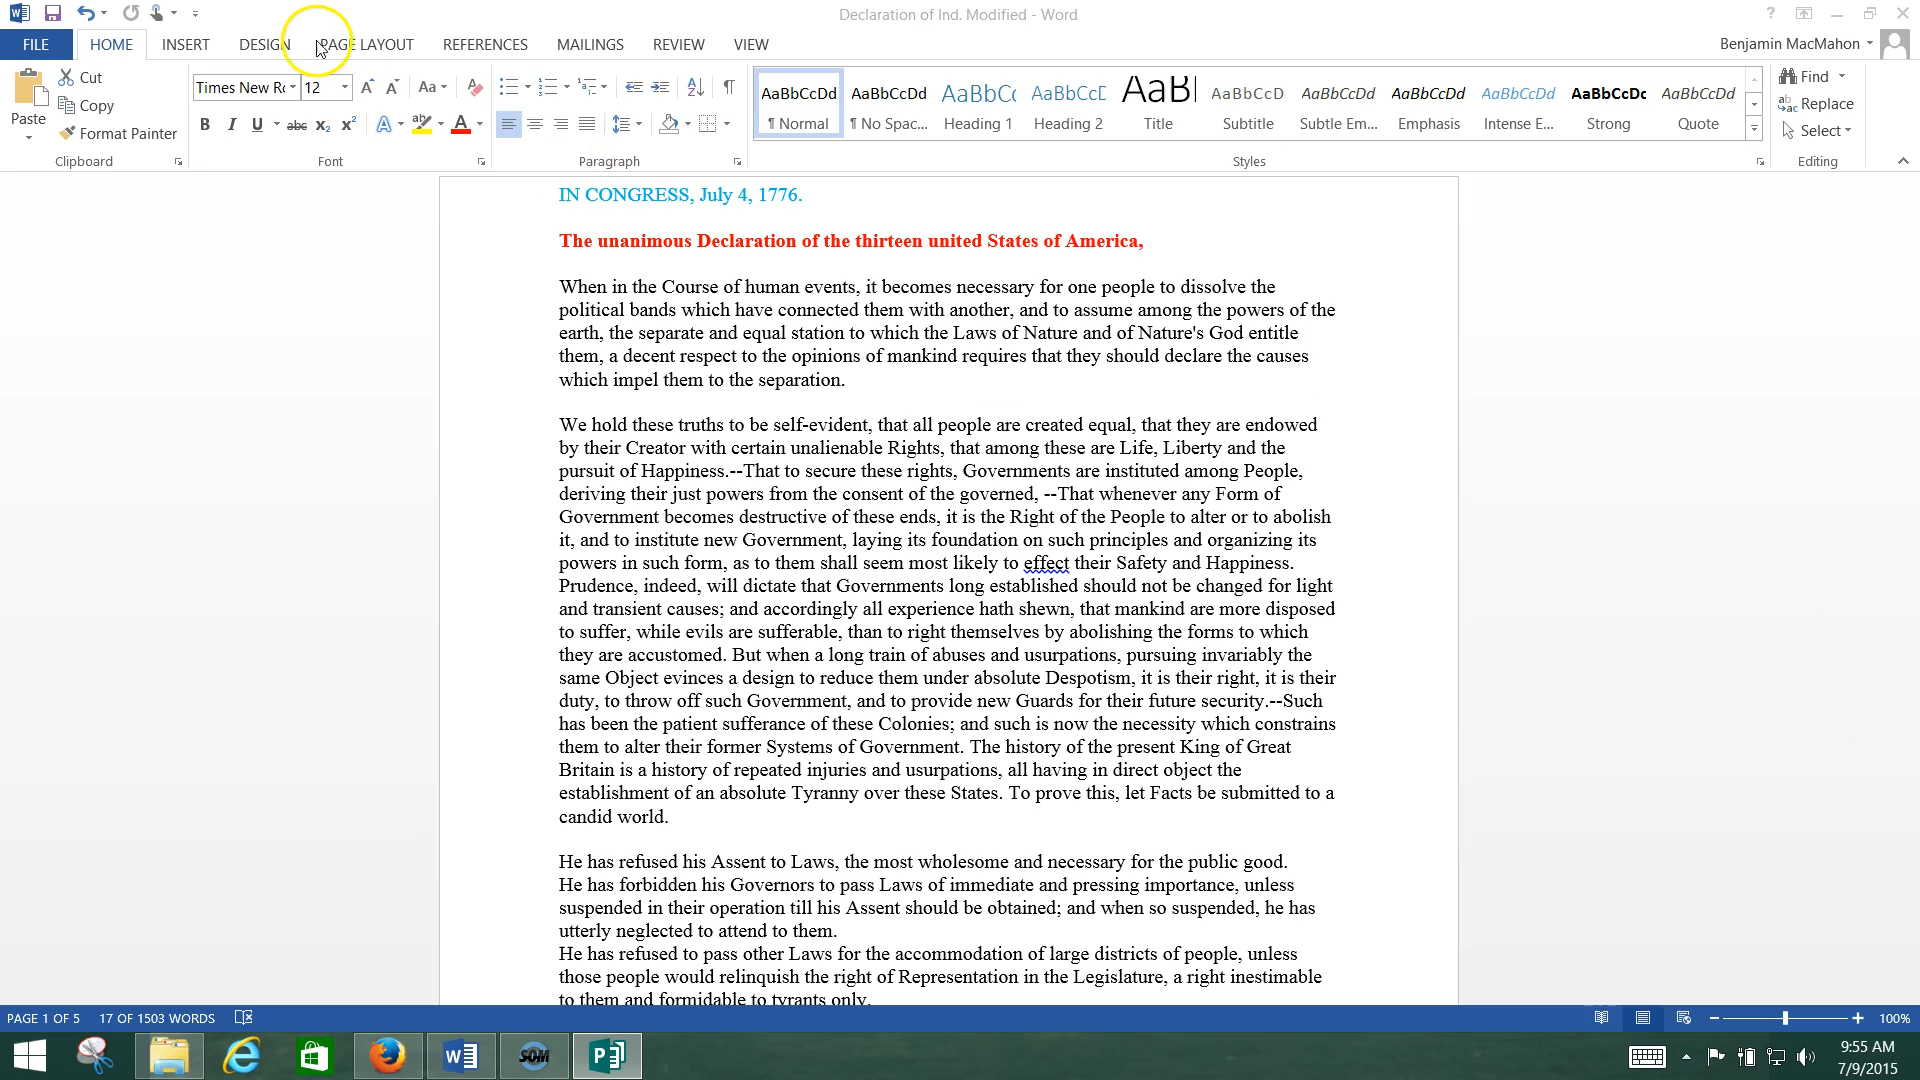 Declaration of Ind. Modified - Word
FILE HOME INSERT DESIGN PAGE LAYOUT REFERENCES MAILINGS REVIEW VIEW
Benjamin MacMahon
Paste
Cut
Copy
Format Painter
Clipboard
Times New Ro 12
Aa
B I U abc X₂ X² A A
Font
Paragraph
AaBbCcDd AaBbCcDd AaBbCc AaBbCcE AaBl AaBbCcD AaBbCcDd AaBbCcDd AaBbCcDd AaBbCcDc AaBbCcDd
¶ Normal ¶ No Spac... Heading 1 Heading 2 Title Subtitle Subtle Em... Emphasis Intense E... Strong Quote
Styles
Find
Replace
Select
Editing
IN CONGRESS, July 4, 1776.
The unanimous Declaration of the thirteen united States of America,
When in the Course of human events, it becomes necessary for one people to dissolve the
political bands which have connected them with another, and to assume among the powers of the
earth, the separate and equal station to which the Laws of Nature and of Nature's God entitle
them, a decent respect to the opinions of mankind requires that they should declare the causes
which impel them to the separation.
We hold these truths to be self-evident, that all people are created equal, that they are endowed
by their Creator with certain unalienable Rights, that among these are Life, Liberty and the
pursuit of Happiness.--That to secure these rights, Governments are instituted among People,
deriving their just powers from the consent of the governed, --That whenever any Form of
Government becomes destructive of these ends, it is the Right of the People to alter or to abolish
it, and to institute new Government, laying its foundation on such principles and organizing its
powers in such form, as to them shall seem most likely to effect their Safety and Happiness.
Prudence, indeed, will dictate that Governments long established should not be changed for light
and transient causes; and accordingly all experience hath shewn, that mankind are more disposed
to suffer, while evils are sufferable, than to right themselves by abolishing the forms to which
they are accustomed. But when a long train of abuses and usurpations, pursuing invariably the
same Object evinces a design to reduce them under absolute Despotism, it is their right, it is their
duty, to throw off such Government, and to provide new Guards for their future security.--Such
has been the patient sufferance of these Colonies; and such is now the necessity which constrains
them to alter their former Systems of Government. The history of the present King of Great
Britain is a history of repeated injuries and usurpations, all having in direct object the
establishment of an absolute Tyranny over these States. To prove this, let Facts be submitted to a
candid world.
He has refused his Assent to Laws, the most wholesome and necessary for the public good.
He has forbidden his Governors to pass Laws of immediate and pressing importance, unless
suspended in their operation till his Assent should be obtained; and when so suspended, he has
utterly neglected to attend to them.
He has refused to pass other Laws for the accommodation of large districts of people, unless
those people would relinquish the right of Representation in the Legislature, a right inestimable
to them and formidable to tyrants only.
PAGE 1 OF 5 17 OF 1503 WORDS
100%
SOM
9:55 AM
7/9/2015